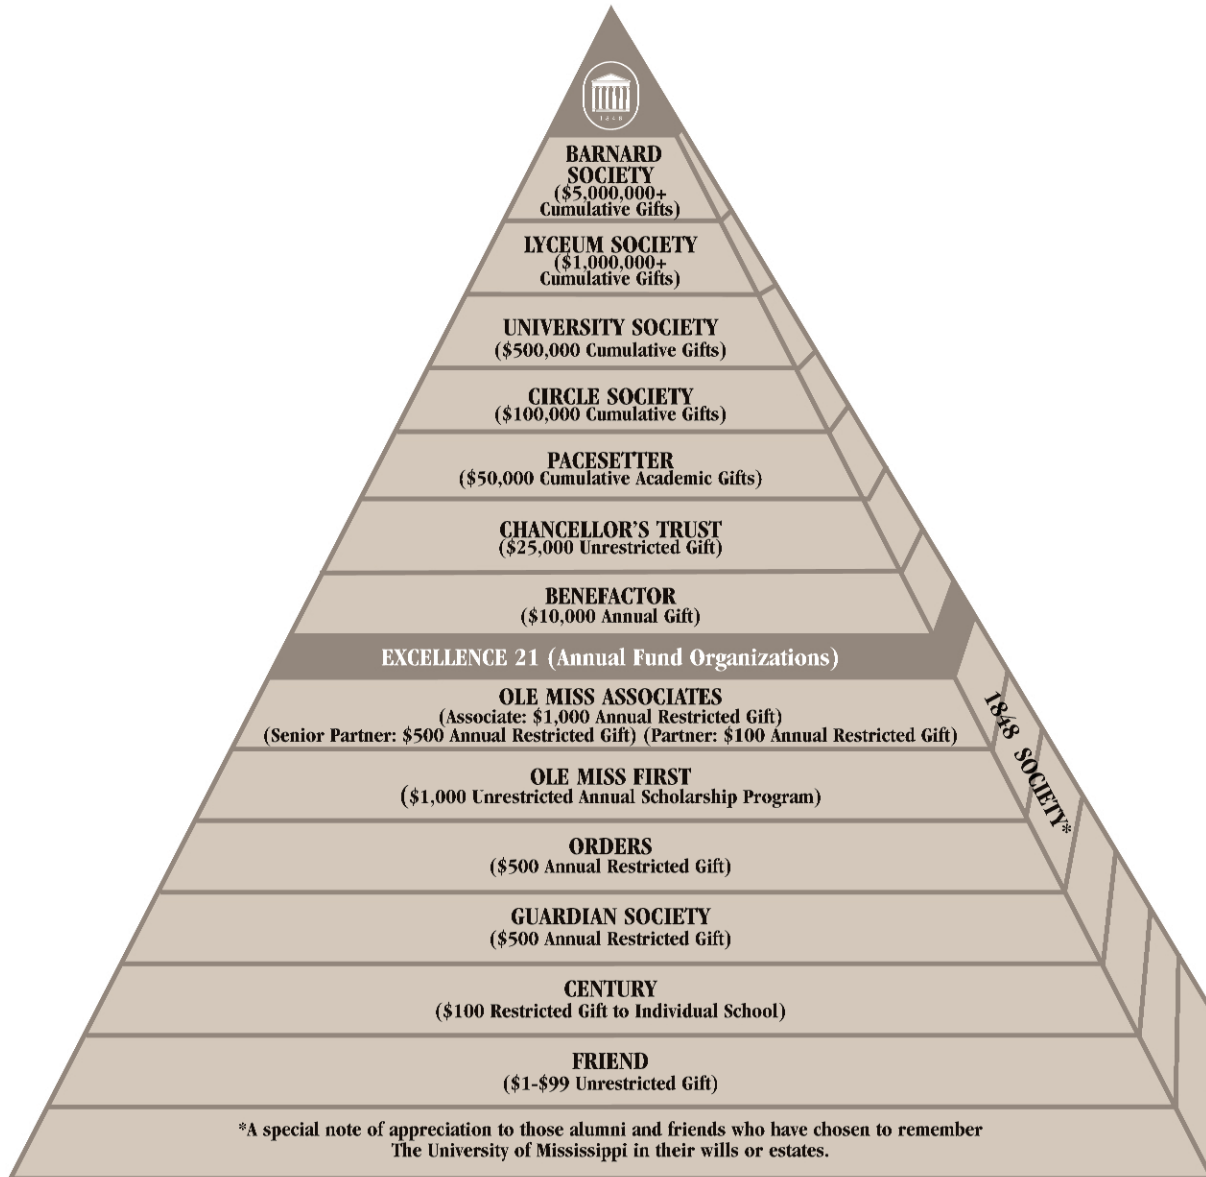 1848
BARNARD
SOCIETY
($5,000,000+
Cumulative Gifts)
LYCEUM SOCIETY
($1,000,000+
Cumulative Gifts)
UNIVERSITY SOCIETY
($500,000 Cumulative Gifts)
CIRCLE SOCIETY
($100,000 Cumulative Gifts)
PACESETTER
($50,000 Cumulative Academic Gifts)
CHANCELLOR'S TRUST
($25,000 Unrestricted Gift)
BENEFACTOR
($10,000 Annual Gift)
EXCELLENCE 21 (Annual Fund Organizations)
OLE MISS ASSOCIATES
(Associate: $1,000 Annual Restricted Gift)
(Senior Partner: $500 Annual Restricted Gift) (Partner: $100 Annual Restricted Gift)
OLE MISS FIRST
($1,000 Unrestricted Annual Scholarship Program)
ORDERS
($500 Annual Restricted Gift)
GUARDIAN SOCIETY
($500 Annual Restricted Gift)
CENTURY
($100 Restricted Gift to Individual School)
FRIEND
($1-$99 Unrestricted Gift)
1848 SOCIETY*
*A special note of appreciation to those alumni and friends who have chosen to remember
The University of Mississippi in their wills or estates.